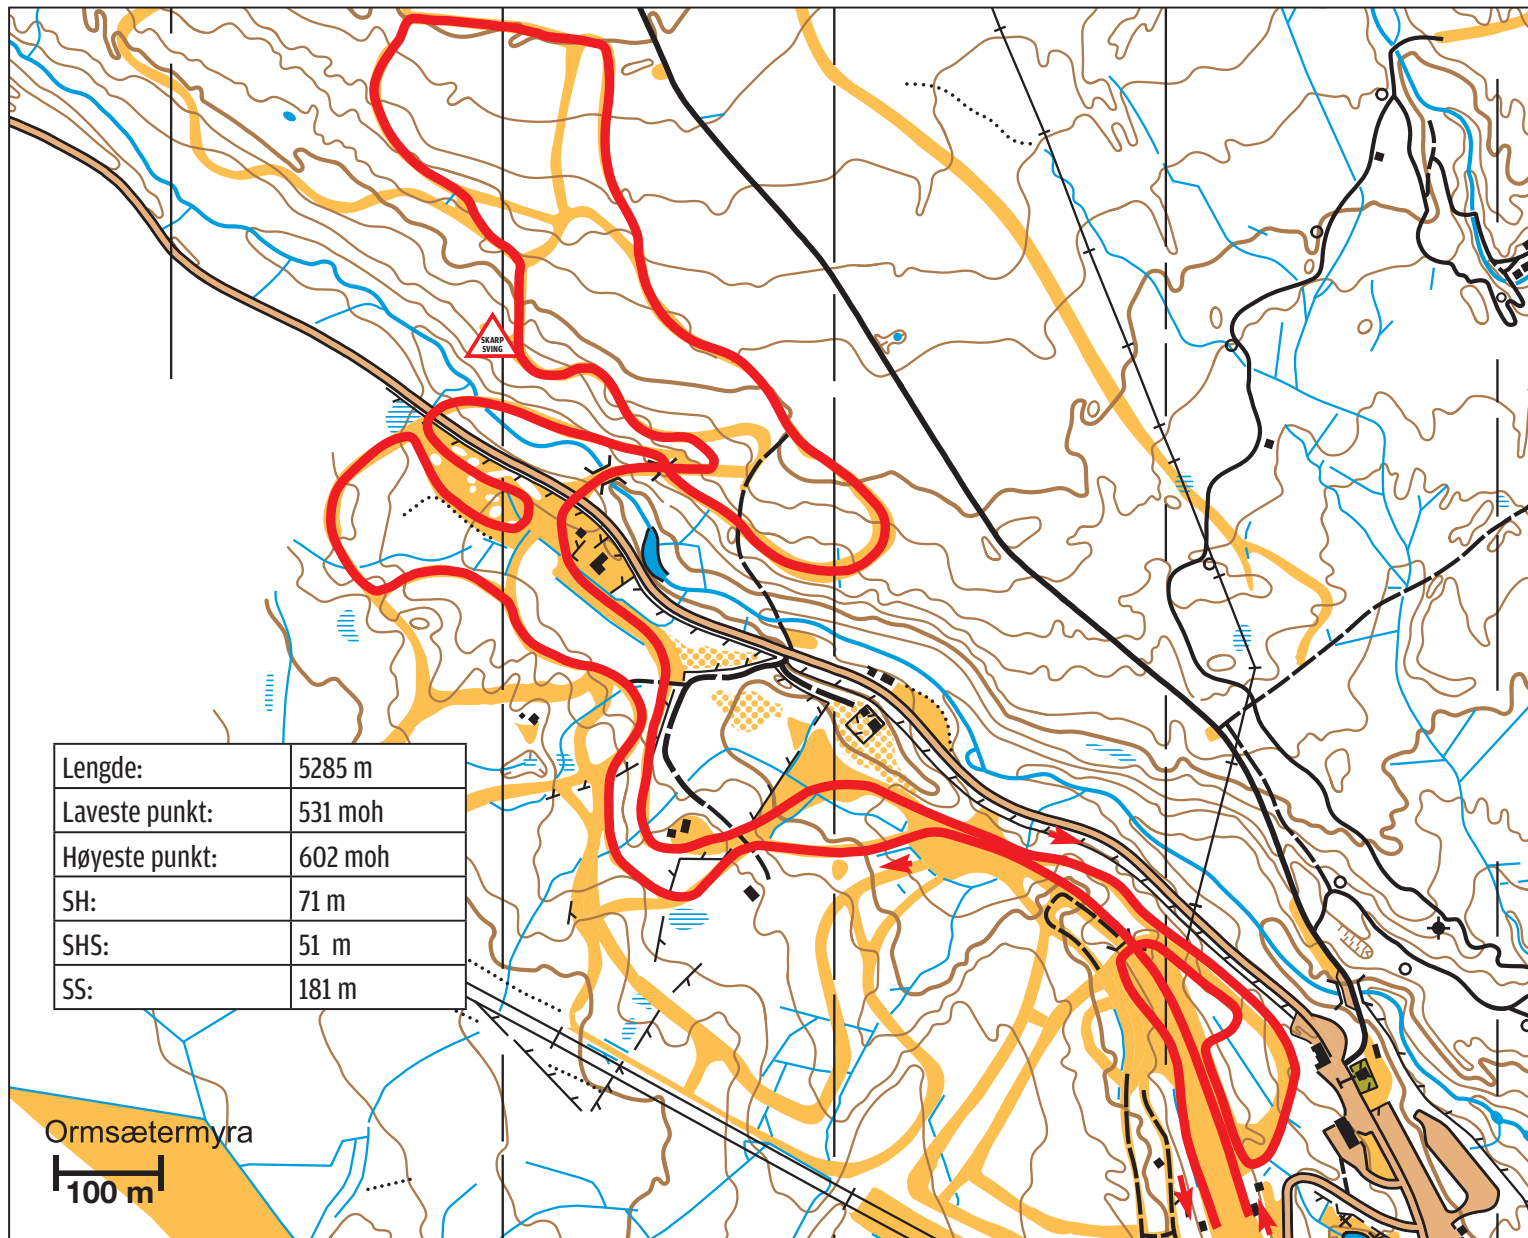 SKARP
SVING
Lengde: 5285 m
Laveste punkt: 531 moh
Høyeste punkt: 602 moh
SH: 71 m
SHS: 51 m
SS: 181 m
Ormsætermyra
100 m